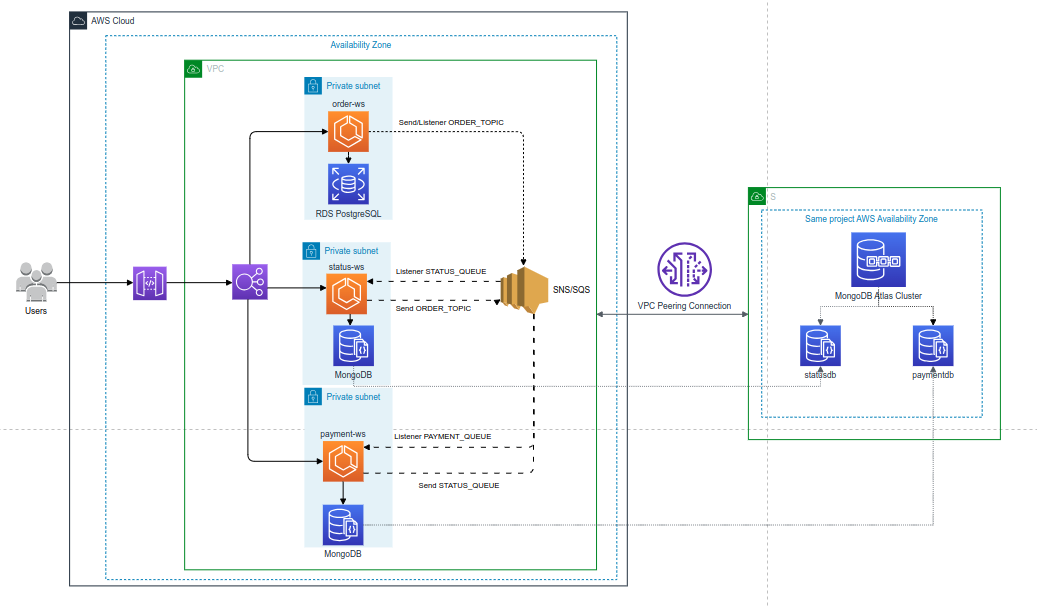 AWS Cloud
Availability Zone
VPC
Private subnet
order-ws
Send/Listener ORDER_TOPIC
RDS PostgreSQL
Private subnet
status-ws
Listener STATUS_QUEUE
Send ORDER_TOPIC
SNS/SQS
MongoDB
Users
Private subnet
payment-ws
Listener PAYMENT_QUEUE
Send STATUS_QUEUE
MongoDB
VPC Peering Connection
S
Same project AWS Availability Zone
MongoDB Atlas Cluster
statusdb
paymentdb